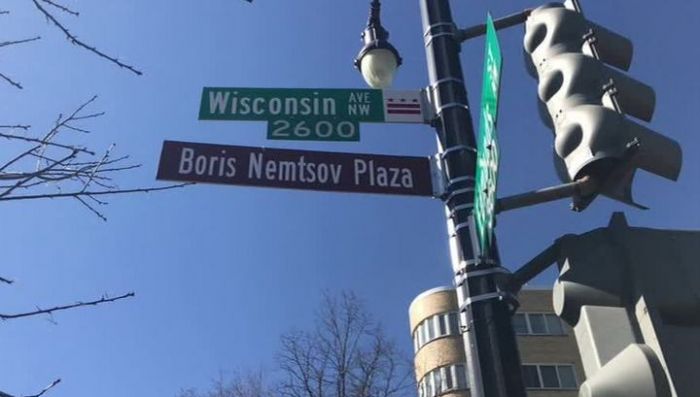 Wisconsin AVE NW
2600
Boris Nemtsov Plaza